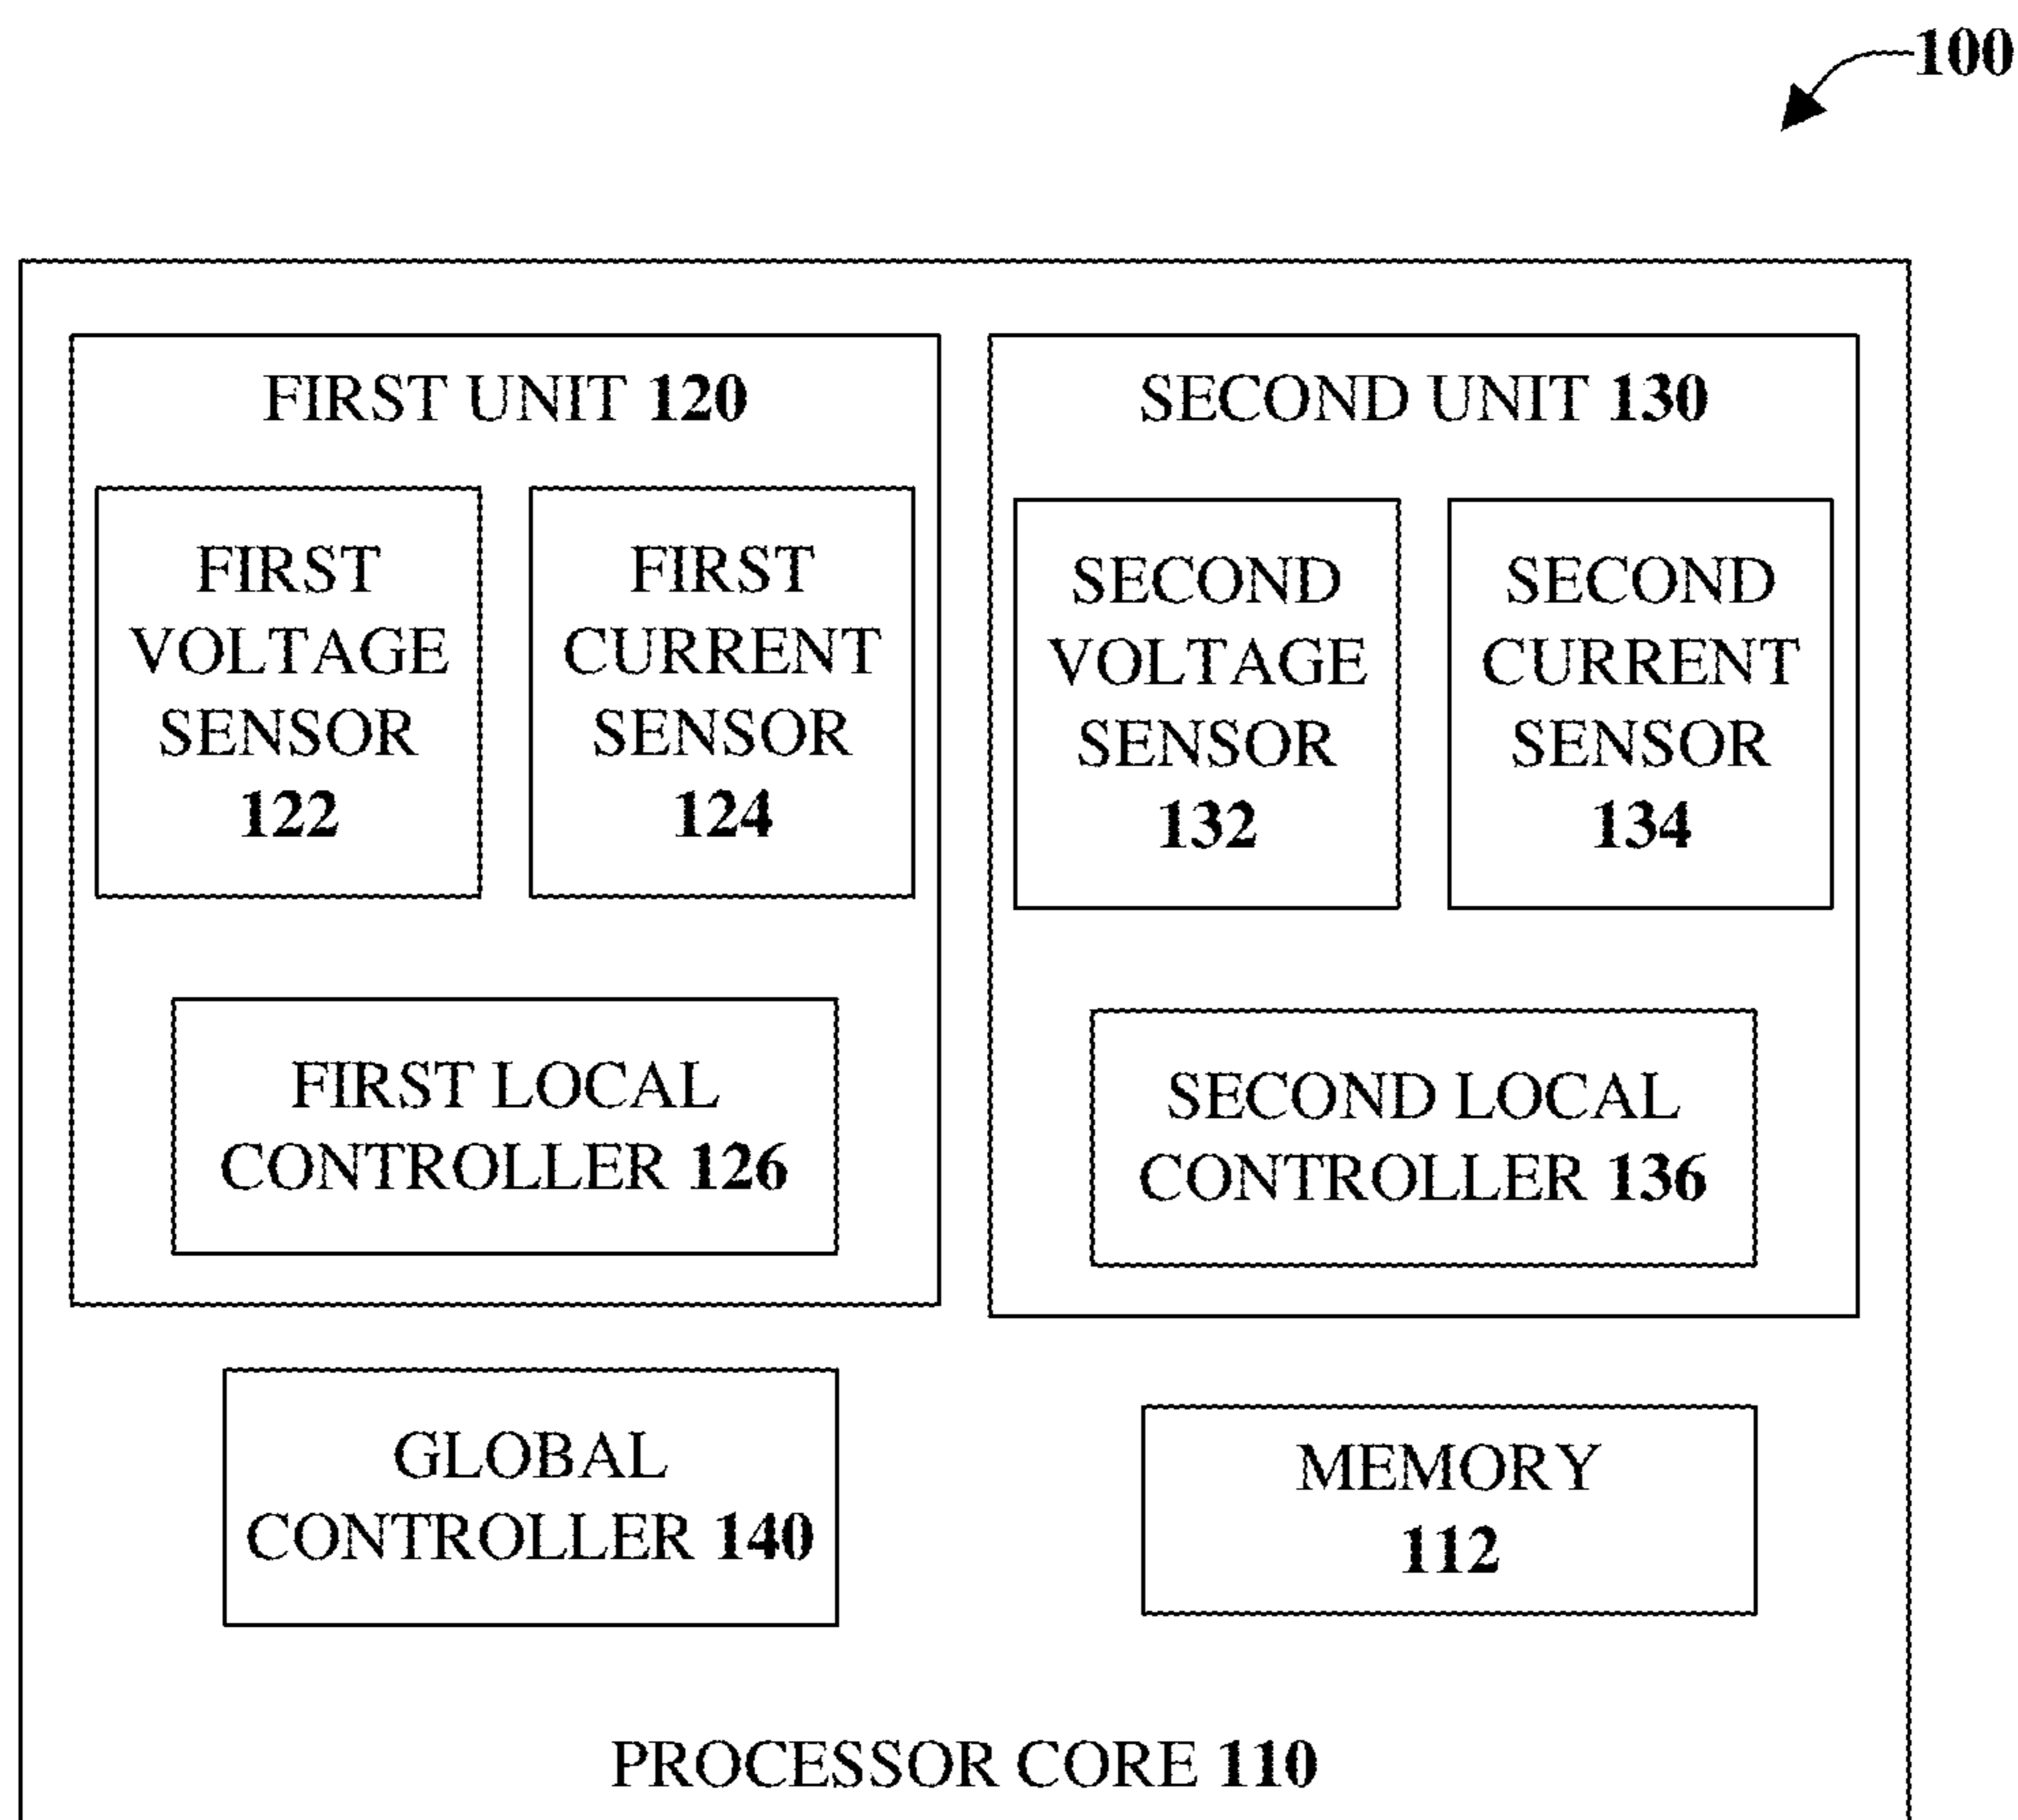 100
FIRST UNIT 120
FIRST
VOLTAGE
SENSOR
122
FIRST
CURRENT
SENSOR
124
FIRST LOCAL
CONTROLLER 126
SECOND UNIT 130
SECOND
VOLTAGE
SENSOR
132
SECOND
CURRENT
SENSOR
134
SECOND LOCAL
CONTROLLER 136
GLOBAL
CONTROLLER 140
MEMORY
112
PROCESSOR CORE 110